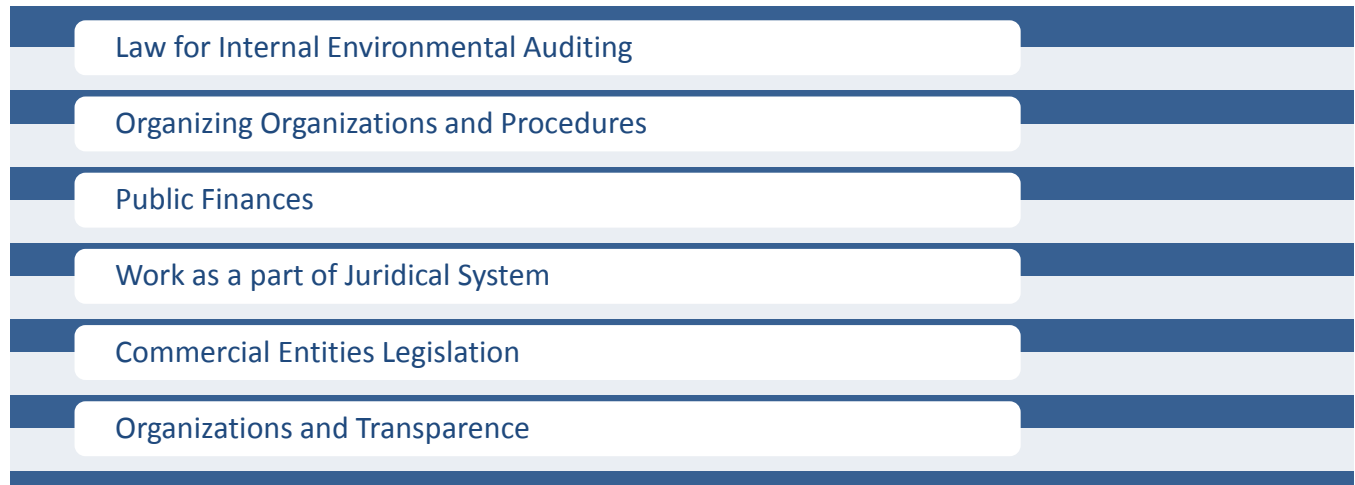 Law for Internal Environmental Auditing
Organizing Organizations and Procedures
Public Finances
Work as a part of Juridical System
Commercial Entities Legislation
Organizations and Transparence